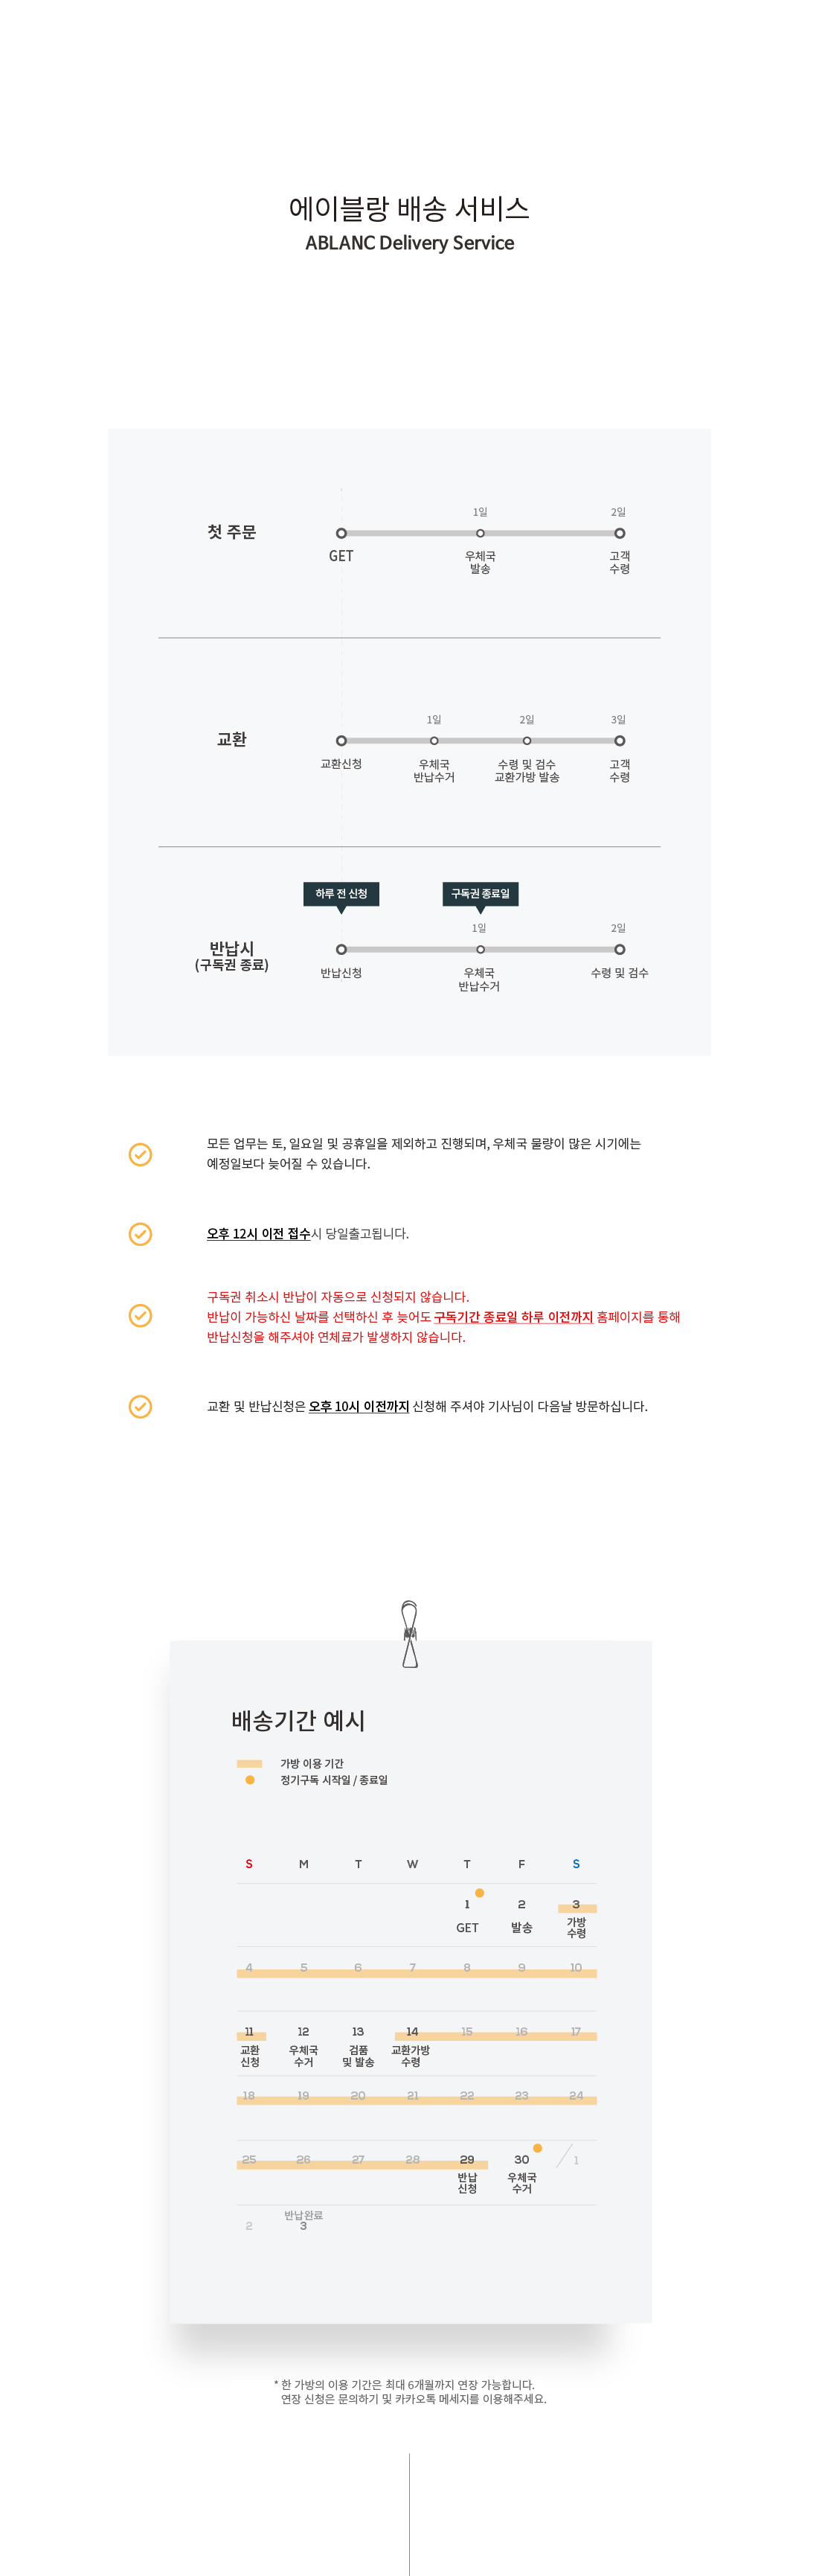 에이블랑 배송 서비스
ABLANC Delivery Service
첫 주문
1일
2일
GET
우체국
발송
고객
수령
교환
1일
2일
3일
교환신청
우체국
반납수거
수령 및 검수
교환가방 발송
고객
수령
하루 전 신청
구독권 종료일
반납시
(구독권 종료)
1일
2일
반납신청
우체국
반납수거
수령 및 검수
모든 업무는 토, 일요일 및 공휴일을 제외하고 진행되며, 우체국 물량이 많은 시기에는
예정일보다 늦어질 수 있습니다.
오후 12시 이전 접수시 당일출고됩니다.
구독권 취소시 반납이 자동으로 신청되지 않습니다.
반납이 가능하신 날짜를 선택하신 후 늦어도 구독기간 종료일 하루 이전까지 홈페이지를 통해
반납신청을 해주셔야 연체료가 발생하지 않습니다.
교환 및 반납신청은 오후 10시 이전까지 신청해 주셔야 기사님이 다음날 방문하십니다.
배송기간 예시
가방 이용 기간
정기구독 시작일 / 종료일
S M T W T F S
1 2 3
GET 발송 가방
수령
4 5 6 7 8 9 10
11 12 13 14 15 16 17
교환 우체국 검품 교환가방
신청 수거 및 발송 수령
18 19 20 21 22 23 24
25 26 27 28 29 30 1
반납 우체국
신청 수거
반납완료
2 3
* 한 가방의 이용 기간은 최대 6개월까지 연장 가능합니다.
연장 신청은 문의하기 및 카카오톡 메세지를 이용해주세요.